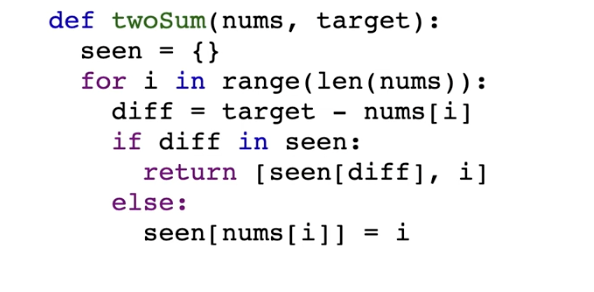 def twoSum(nums, target):
  seen = {}
  for i in range(len(nums)):
    diff = target - nums[i]
    if diff in seen:
      return [seen[diff], i]
    else:
      seen[nums[i]] = i